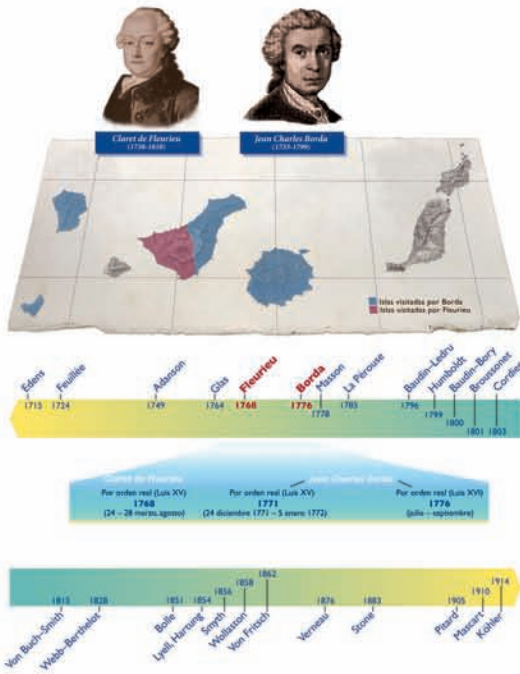 Claret de Fleurieu
(1738-1810)
Jean Charles Borda
(1733-1799)
Islas visitadas por Borda
Islas visitadas por Fleurieu
Edens
1715
Feuillée
1724
Adanson
1749
Glas
1764
Fleurieu
1768
Borda
1776
Masson
1778
La Pérouse
1785
Baudin-Ledru
1796
Humboldt
1799
Baudin-Bory
1800
Broussonet
1801
Cordier
1803
Claret de Fleurieu
Por orden real (Luis XV)
1768
(24 – 28 marzo, agosto)
Jean Charles Borda
Por orden real (Luis XV)
1771
(24 diciembre 1771 – 5 enero 1772)
Por orden real (Luis XVI)
1776
(julio – septiembre)
1815
Von Buch-Smith
1828
Webb-Berthelot
1851
Bolle
1854
Lyell, Hartung
1856
Smyth
1858
Wollaston
1862
Von Fritsch
1876
Verneau
1883
Stone
1905
Pitard
1910
Mascart
1914
Köhler